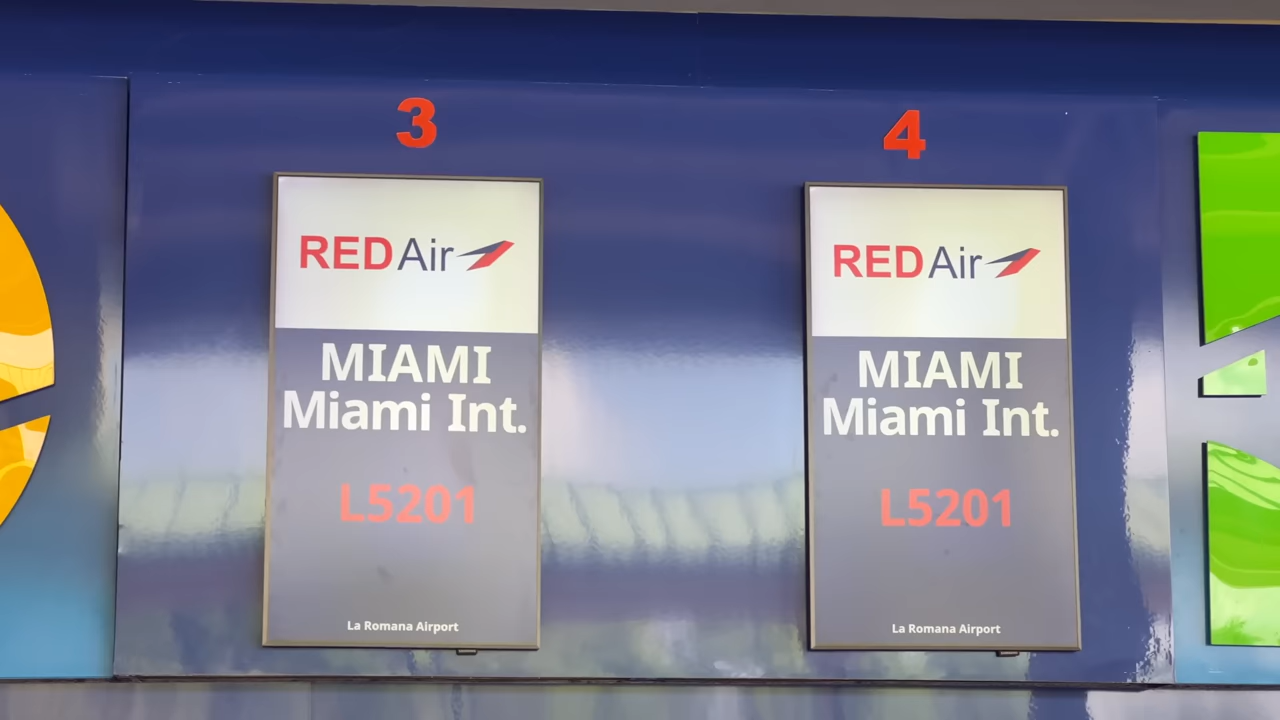 3
RED Air
MIAMI
Miami Int.
L5201
La Romana Airport
4
RED Air
MIAMI
Miami Int.
L5201
La Romana Airport